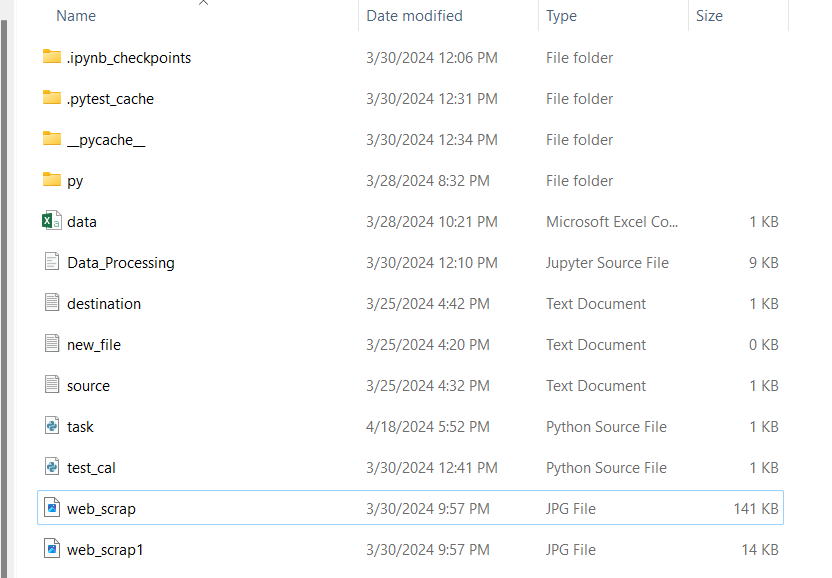 Name Date modified Type Size
.ipynb_checkpoints 3/30/2024 12:06 PM File folder
.pytest_cache 3/30/2024 12:31 PM File folder
__pycache__ 3/30/2024 12:34 PM File folder
py 3/28/2024 8:32 PM File folder
data 3/28/2024 10:21 PM Microsoft Excel Co... 1 KB
Data_Processing 3/30/2024 12:10 PM Jupyter Source File 9 KB
destination 3/25/2024 4:42 PM Text Document 1 KB
new_file 3/25/2024 4:20 PM Text Document 0 KB
source 3/25/2024 4:32 PM Text Document 1 KB
task 4/18/2024 5:52 PM Python Source File 1 KB
test_cal 3/30/2024 12:41 PM Python Source File 1 KB
web_scrap 3/30/2024 9:57 PM JPG File 141 KB
web_scrap1 3/30/2024 9:57 PM JPG File 14 KB